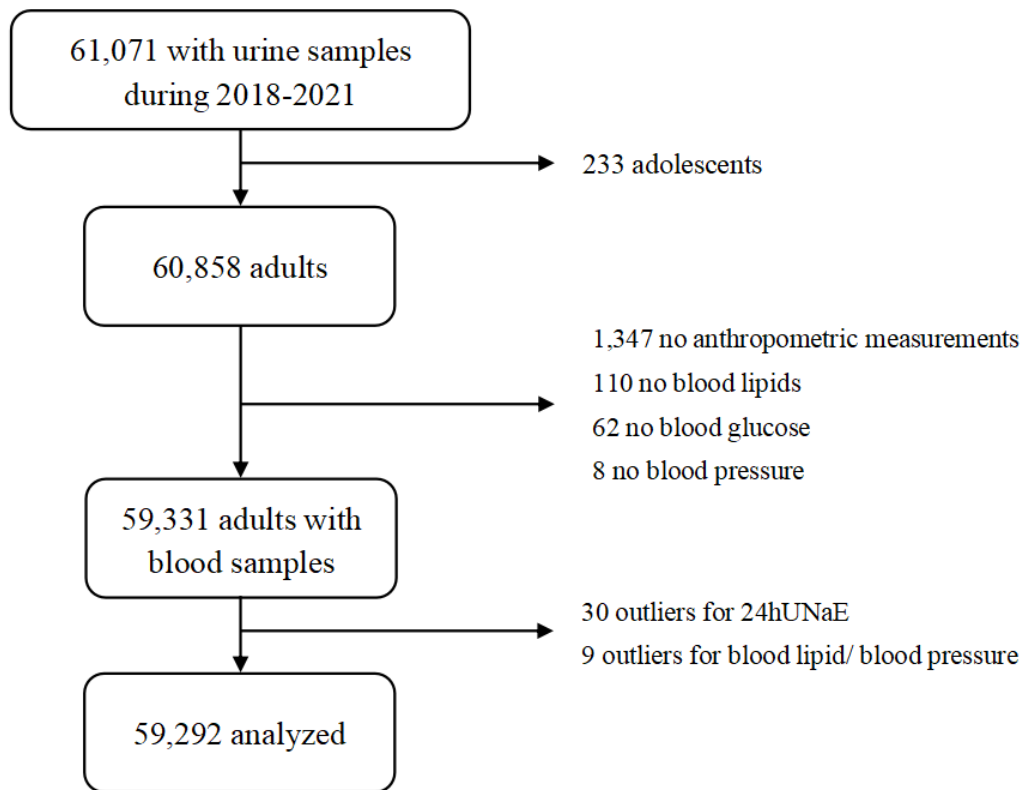 61,071 with urine samples
during 2018-2021
233 adolescents
60,858 adults
1,347 no anthropometric measurements
110 no blood lipids
62 no blood glucose
8 no blood pressure
59,331 adults with
blood samples
30 outliers for 24hUNaE
9 outliers for blood lipid/ blood pressure
59,292 analyzed